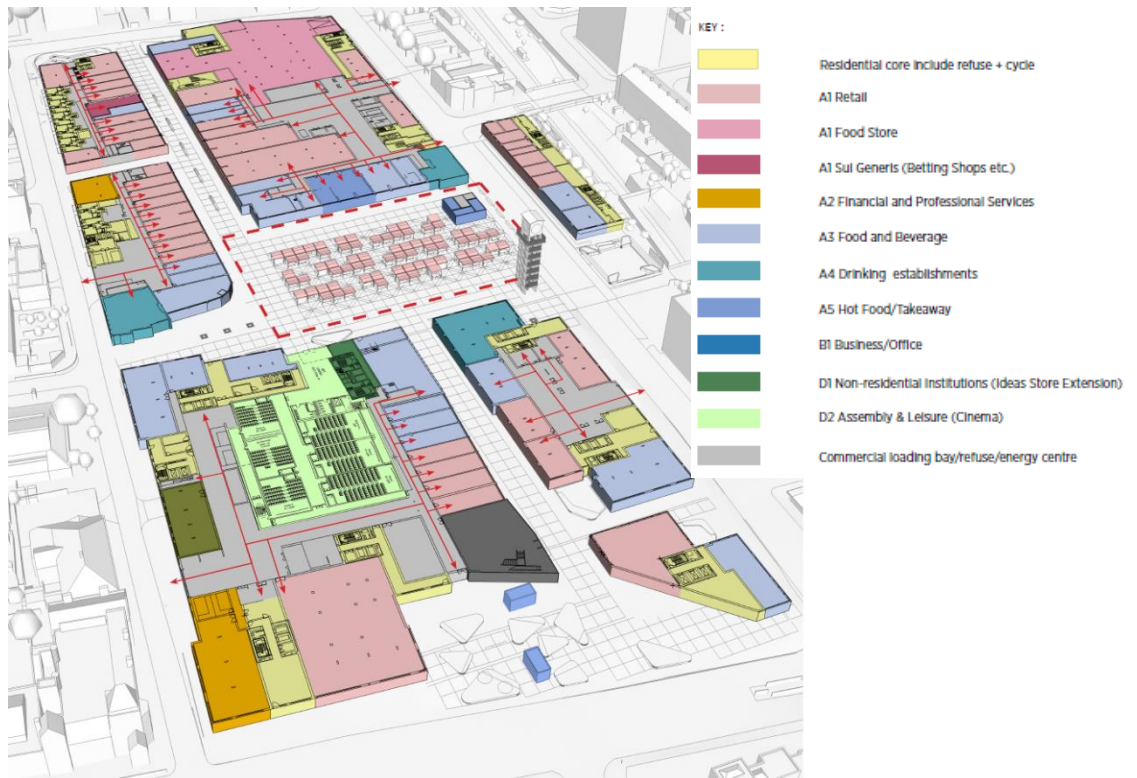 KEY :
Residential core include refuse + cycle
A1 Retail
A1 Food Store
A1 Sui Generis (Betting Shops etc.)
A2 Financial and Professional Services
A3 Food and Beverage
A4 Drinking establishments
A5 Hot Food/Takeaway
B1 Business/Office
D1 Non-residential Institutions (Ideas Store Extension)
D2 Assembly & Leisure (Cinema)
Commercial loading bay/refuse/energy centre